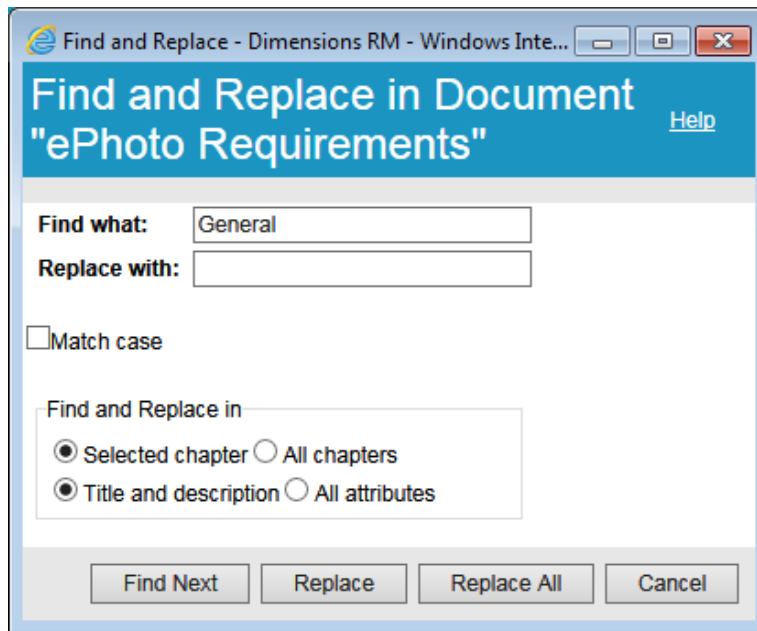 Find and Replace - Dimensions RM - Windows Inte...
Find and Replace in Document
"ePhoto Requirements"
Help
Find what: General
Replace with:
Match case
Find and Replace in
Selected chapter All chapters
Title and description All attributes
Find Next Replace Replace All Cancel